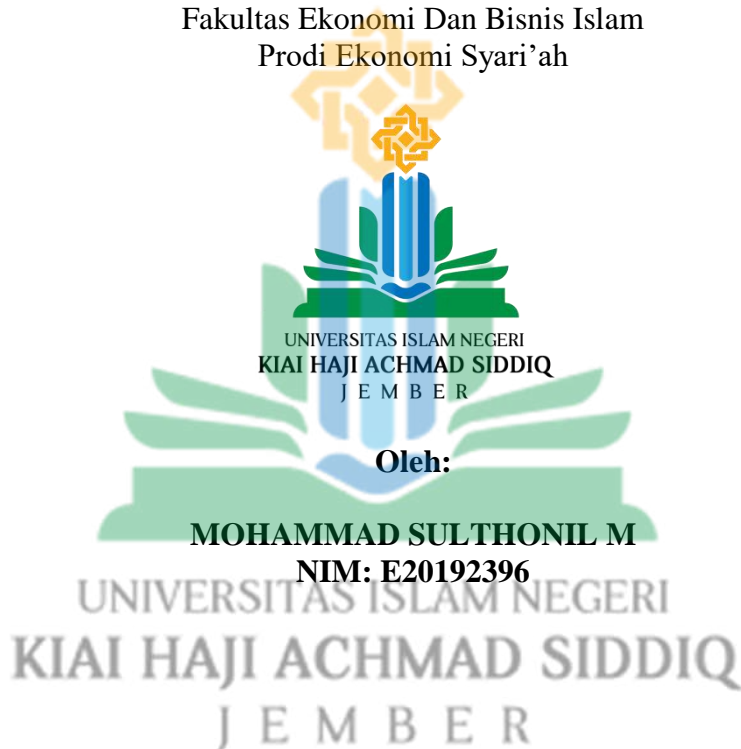 Fakultas Ekonomi Dan Bisnis Islam
Prodi Ekonomi Syari’ah
UNIVERSITAS ISLAM NEGERI
KIAI HAJI ACHMAD SIDDIQ
J E M B E R
Oleh:
MOHAMMAD SULTHONIL M
NIM: E20192396
UNIVERSITAS ISLAM NEGERI
KIAI HAJI ACHMAD SIDDIQ
J E M B E R